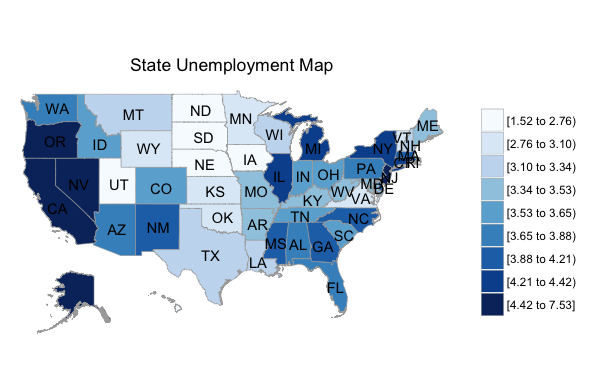 State Unemployment Map
WA
MT
ND
MN
ME
OR
ID
SD
WI
MI
NY
VT
NH
MA
CT
RI
WY
NE
IA
PA
NJ
NV
UT
CO
IL
IN
OH
MD
DE
CA
KS
MO
KY
WV
VA
AZ
NM
OK
AR
TN
NC
SC
TX
LA
MS
AL
GA
FL
[1.52 to 2.76)
[2.76 to 3.10)
[3.10 to 3.34)
[3.34 to 3.53)
[3.53 to 3.65)
[3.65 to 3.88)
[3.88 to 4.21)
[4.21 to 4.42)
[4.42 to 7.53]